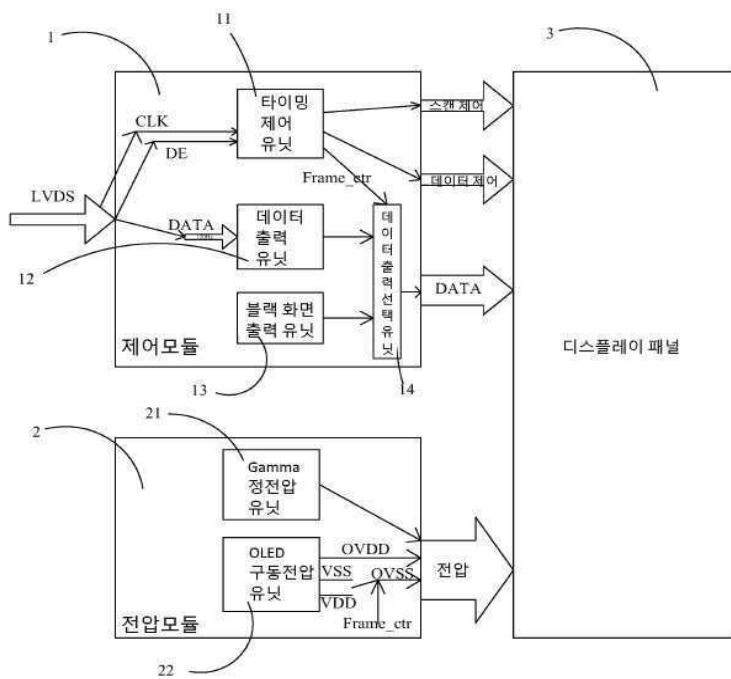 11
1
3
타이밍
제어
유닛
CLK
DE
스캔 제어
Frame_ctr
데이터 제어
LVDS
DATA
데이터
출력
유닛
12
데이터출력선택유닛
DATA
블랙 화면
출력 유닛
제어모듈
13
14
디스플레이 패널
21
2
Gamma
정전압
유닛
OLED
구동전압
유닛
OVDD
VSS
OVSS
VDD
전압
Frame_ctr
전압모듈
22